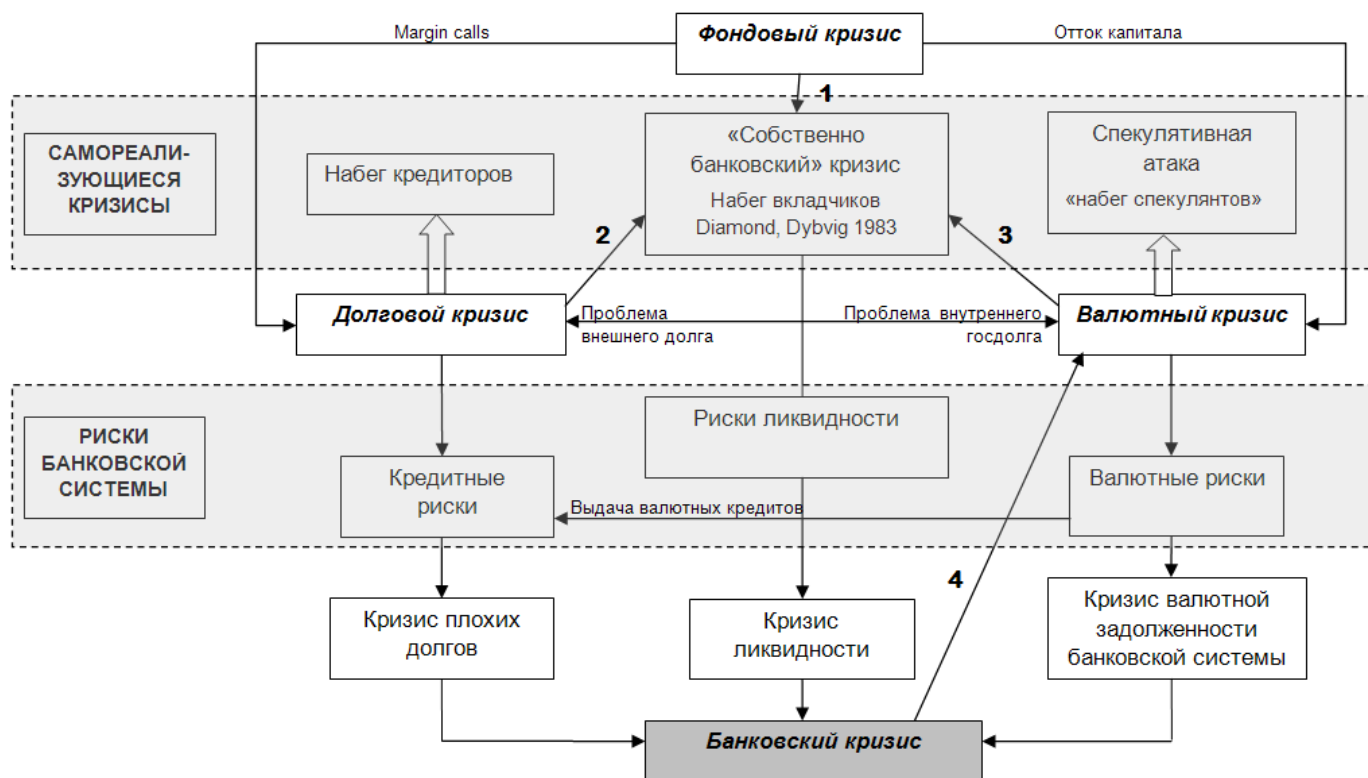 Margin calls
Фондовый кризис
Отток капитала
1
САМОРЕАЛИ-
ЗУЮЩИЕСЯ
КРИЗИСЫ
Набег кредиторов
«Собственно
банковский» кризис
Набег вкладчиков
Diamond, Dybvig 1983
Спекулятивная
атака
«набег спекулянтов»
2
3
Долговой кризис
Проблема
внешнего долга
Проблема внутреннего
госдолга
Валютный кризис
РИСКИ
БАНКОВСКОЙ
СИСТЕМЫ
Риски ликвидности
Кредитные
риски
Выдача валютных кредитов
Валютные риски
4
Кризис плохих
долгов
Кризис
ликвидности
Кризис валютной
задолженности
банковской системы
Банковский кризис